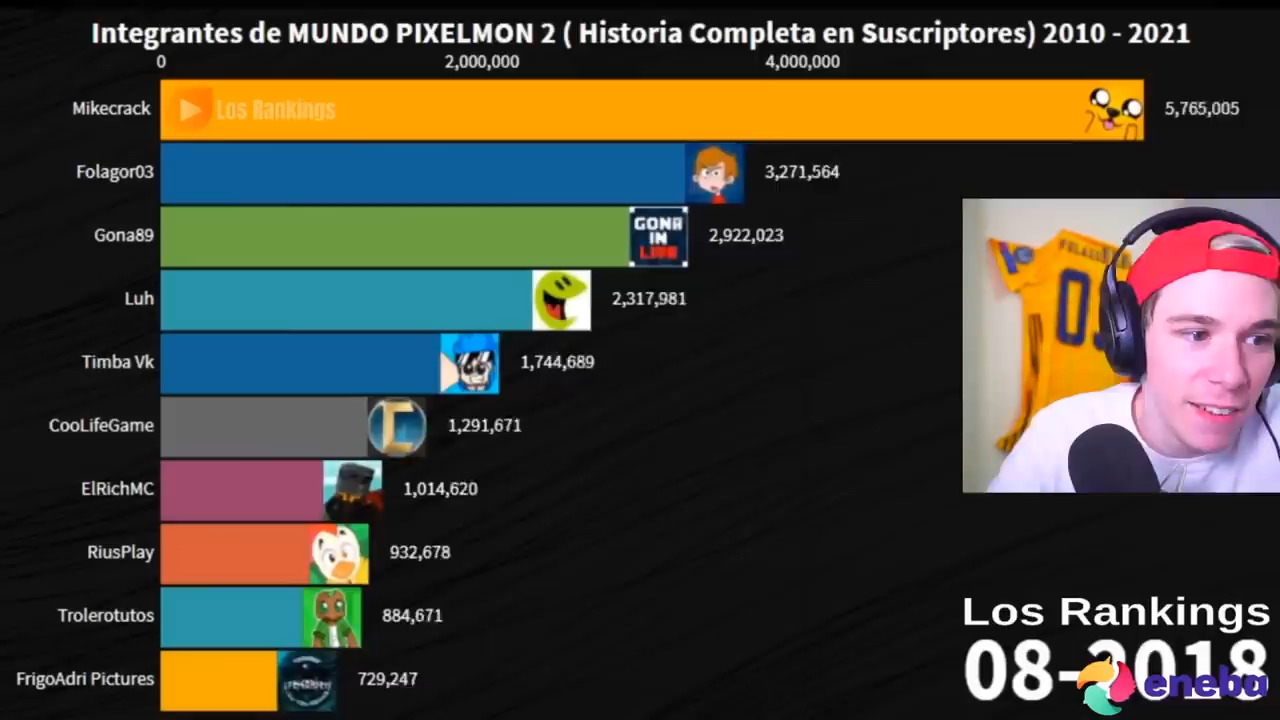 Integrantes de MUNDO PIXELMON 2 ( Historia Completa en Suscriptores) 2010 - 2021
0 2,000,000 4,000,000
Mikecrack Los Rankings 5,765,005
Folagor03 3,271,564
Gona89 GONA IN LIVE 2,922,023
Luh 2,317,981
Timba Vk 1,744,689
CooLifeGame C 1,291,671
ElRichMC 1,014,620
RiusPlay 932,678
Trolerotutos 884,671
FrigoAdri Pictures 729,247
03
Los Rankings
08-2018
eneba